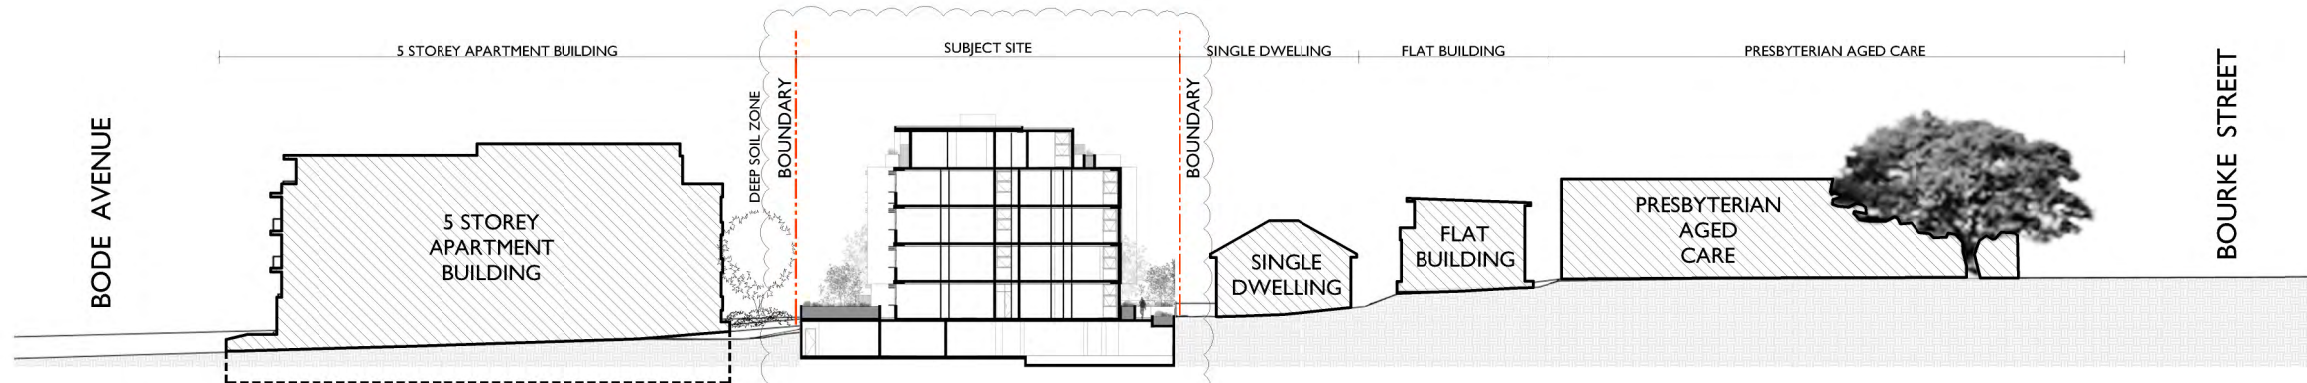 5 STOREY APARTMENT BUILDING
SUBJECT SITE
SINGLE DWELLING
FLAT BUILDING
PRESBYTERIAN AGED CARE
BODE AVENUE
DEEP SOIL ZONE
BOUNDARY
BOUNDARY
BOURKE STREET
5 STOREY
APARTMENT
BUILDING
SINGLE
DWELLING
FLAT
BUILDING
PRESBYTERIAN
AGED
CARE